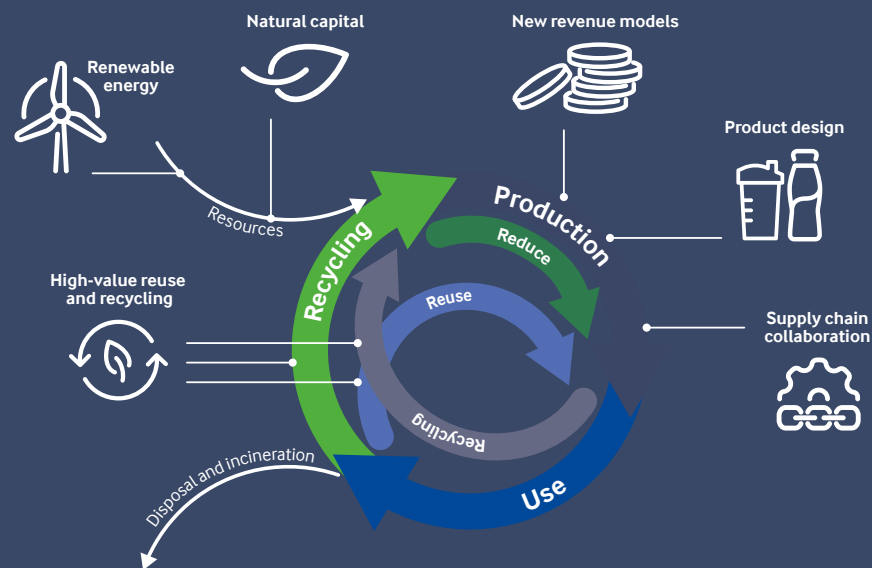 Natural capital
New revenue models
Renewable
energy
Product design
Resources
Production
Reduce
Recycling
High-value reuse
and recycling
Reuse
Supply chain
collaboration
Recycling
Disposal and incineration
Use